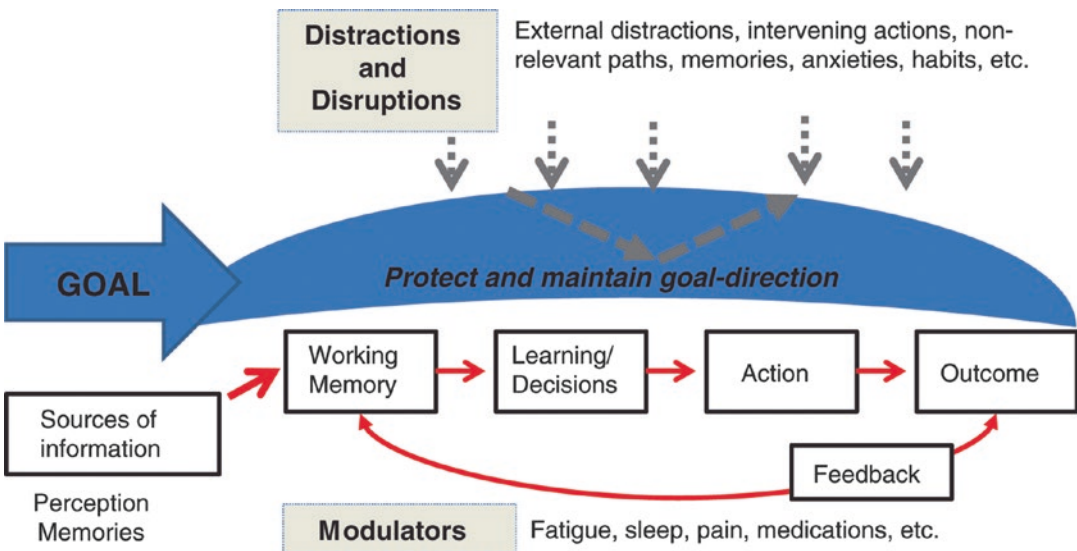 Distractions
and
Disruptions
External distractions, intervening actions, non-
relevant paths, memories, anxieties, habits, etc.
GOAL
Protect and maintain goal-direction
Working
Memory
Learning/
Decisions
Action
Outcome
Sources of
information
Perception
Memories
Feedback
Modulators
Fatigue, sleep, pain, medications, etc.